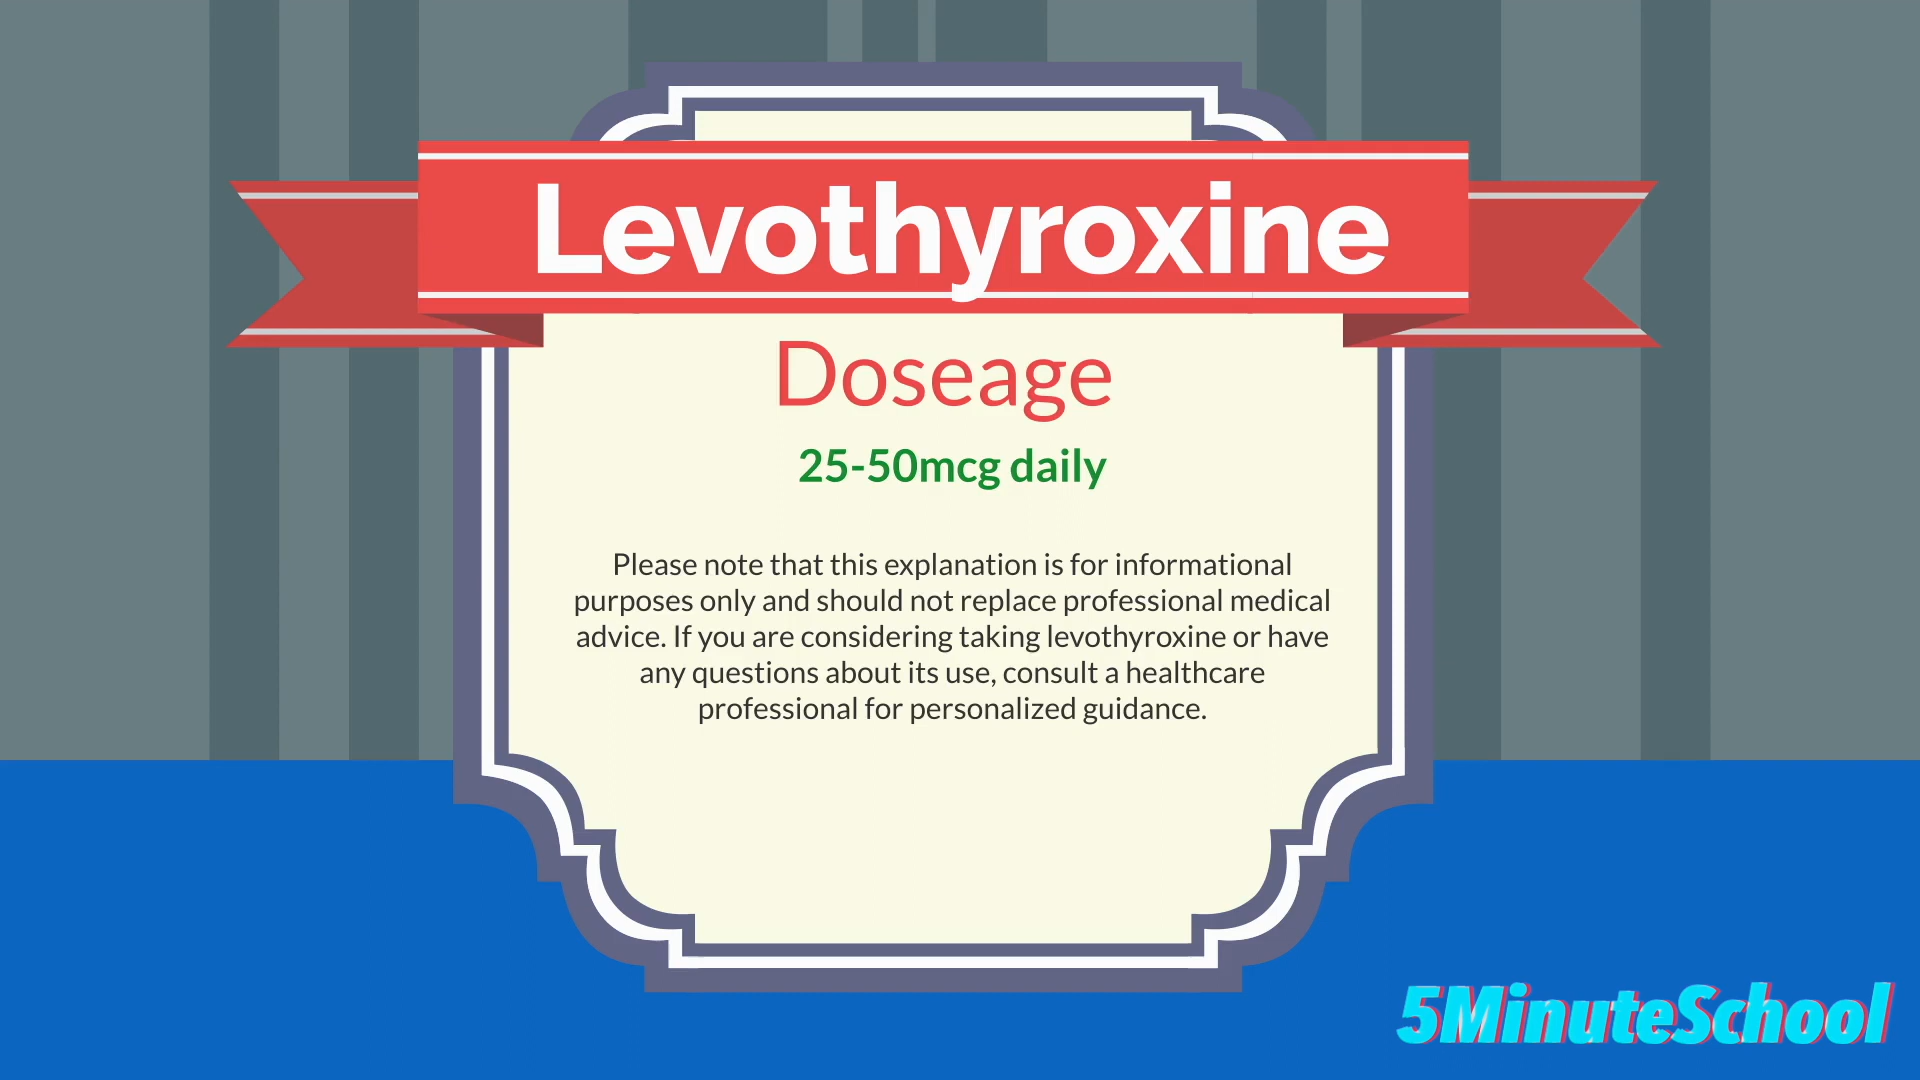 Levothyroxine
Doseage
25-50mcg daily
Please note that this explanation is for informational
purposes only and should not replace professional medical
advice. If you are considering taking levothyroxine or have
any questions about its use, consult a healthcare
professional for personalized guidance.
5MinuteSchool